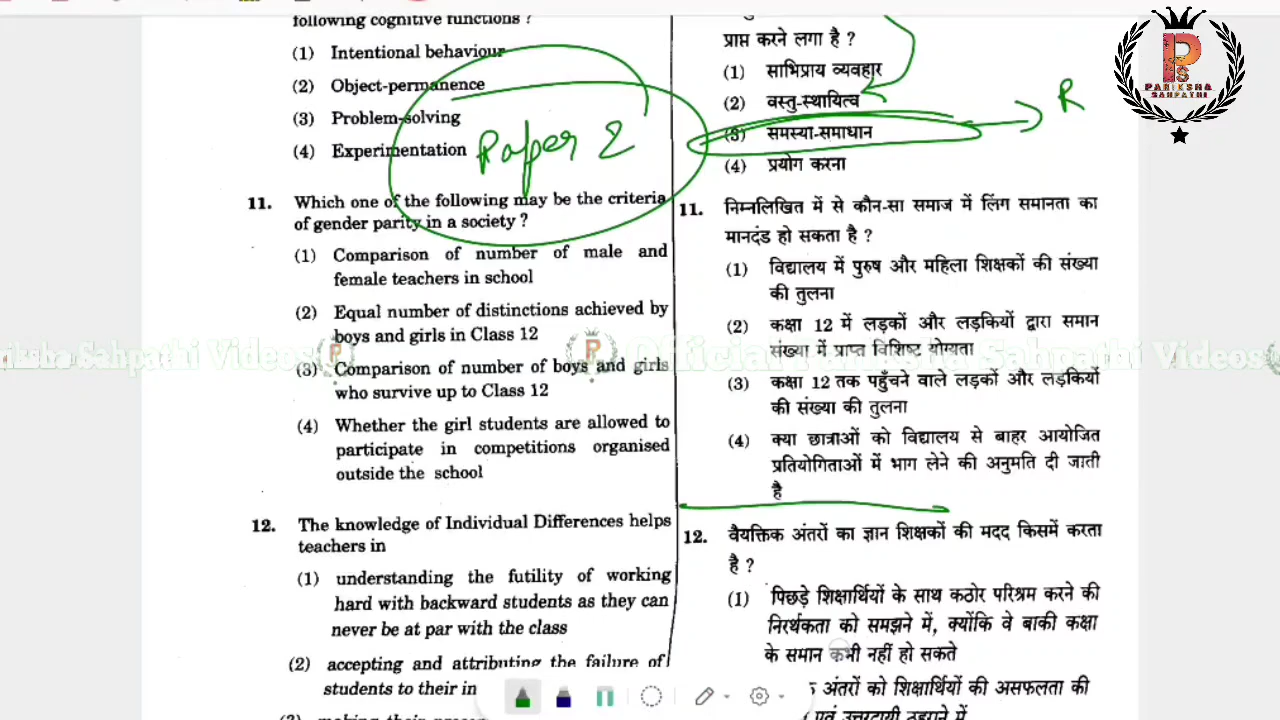 following cognitive functions ?
(1) Intentional behaviour
(2) Object-permanence
(3) Problem-solving
(4) Experimentation
Paper 2
11. Which one of the following may be the criteria
of gender parity in a society ?
(1) Comparison of number of male and
female teachers in school
(2) Equal number of distinctions achieved by
boys and girls in Class 12
(3) Comparison of number of boys and girls
who survive up to Class 12
(4) Whether the girl students are allowed to
participate in competitions organised
outside the school
12. The knowledge of Individual Differences helps
teachers in
(1) understanding the futility of working
hard with backward students as they can
never be at par with the class
(2) accepting and attributing the failure of
students to their in
प्राप्त करने लगा है ?
(1) साभिप्राय व्यवहार
(2) वस्तु-स्थायित्व
(3) समस्या-समाधान
(4) प्रयोग करना
R
11. निम्नलिखित में से कौन-सा समाज में लिंग समानता का
मानदंड हो सकता है ?
(1) विद्यालय में पुरुष और महिला शिक्षकों की संख्या
की तुलना
(2) कक्षा 12 में लड़कों और लड़कियों द्वारा समान
संख्या में प्राप्त विशिष्ट योग्यता
(3) कक्षा 12 तक पहुँचने वाले लड़कों और लड़कियों
की संख्या की तुलना
(4) क्या छात्राओं को विद्यालय से बाहर आयोजित
प्रतियोगिताओं में भाग लेने की अनुमति दी जाती
है
12. वैयक्तिक अंतरों का ज्ञान शिक्षकों की मदद किसमें करता
है ?
(1) पिछड़े शिक्षार्थियों के साथ कठोर परिश्रम करने की
निरर्थकता को समझने में, क्योंकि वे बाकी कक्षा
के समान कभी नहीं हो सकते
अंतरों को शिक्षार्थियों की असफलता की
एवं उत्तरदायी ठहराने में
PARIKSHA
SAHPATHI
Sahpathi Videos
Official Pariksha Sahpathi Videos